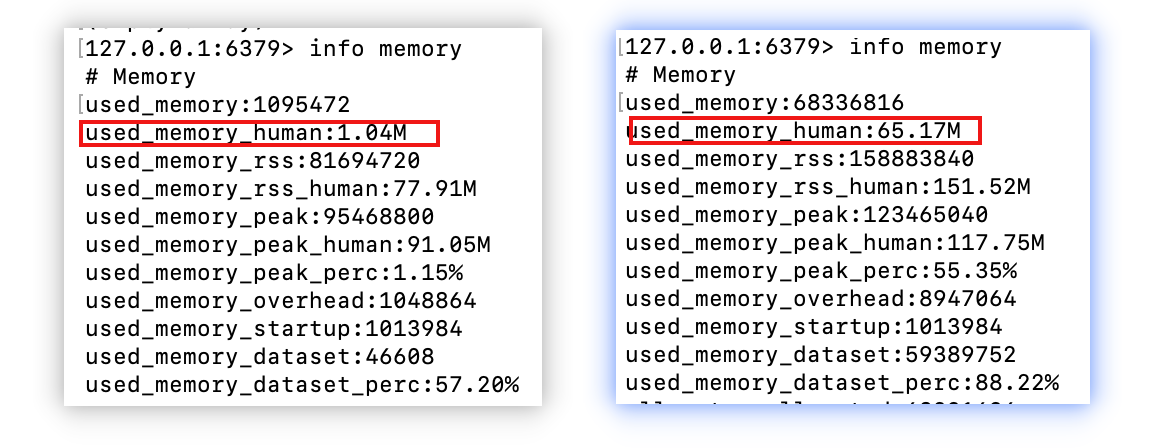 [127.0.0.1:6379> info memory
# Memory
[used_memory:1095472
used_memory_human:1.04M
used_memory_rss:81694720
used_memory_rss_human:77.91M
used_memory_peak:95468800
used_memory_peak_human:91.05M
used_memory_peak_perc:1.15%
used_memory_overhead:1048864
used_memory_startup:1013984
used_memory_dataset:46608
used_memory_dataset_perc:57.20%
[127.0.0.1:6379> info memory
# Memory
[used_memory:68336816
used_memory_human:65.17M
used_memory_rss:158883840
used_memory_rss_human:151.52M
used_memory_peak:123465040
used_memory_peak_human:117.75M
used_memory_peak_perc:55.35%
used_memory_overhead:8947064
used_memory_startup:1013984
used_memory_dataset:59389752
used_memory_dataset_perc:88.22%